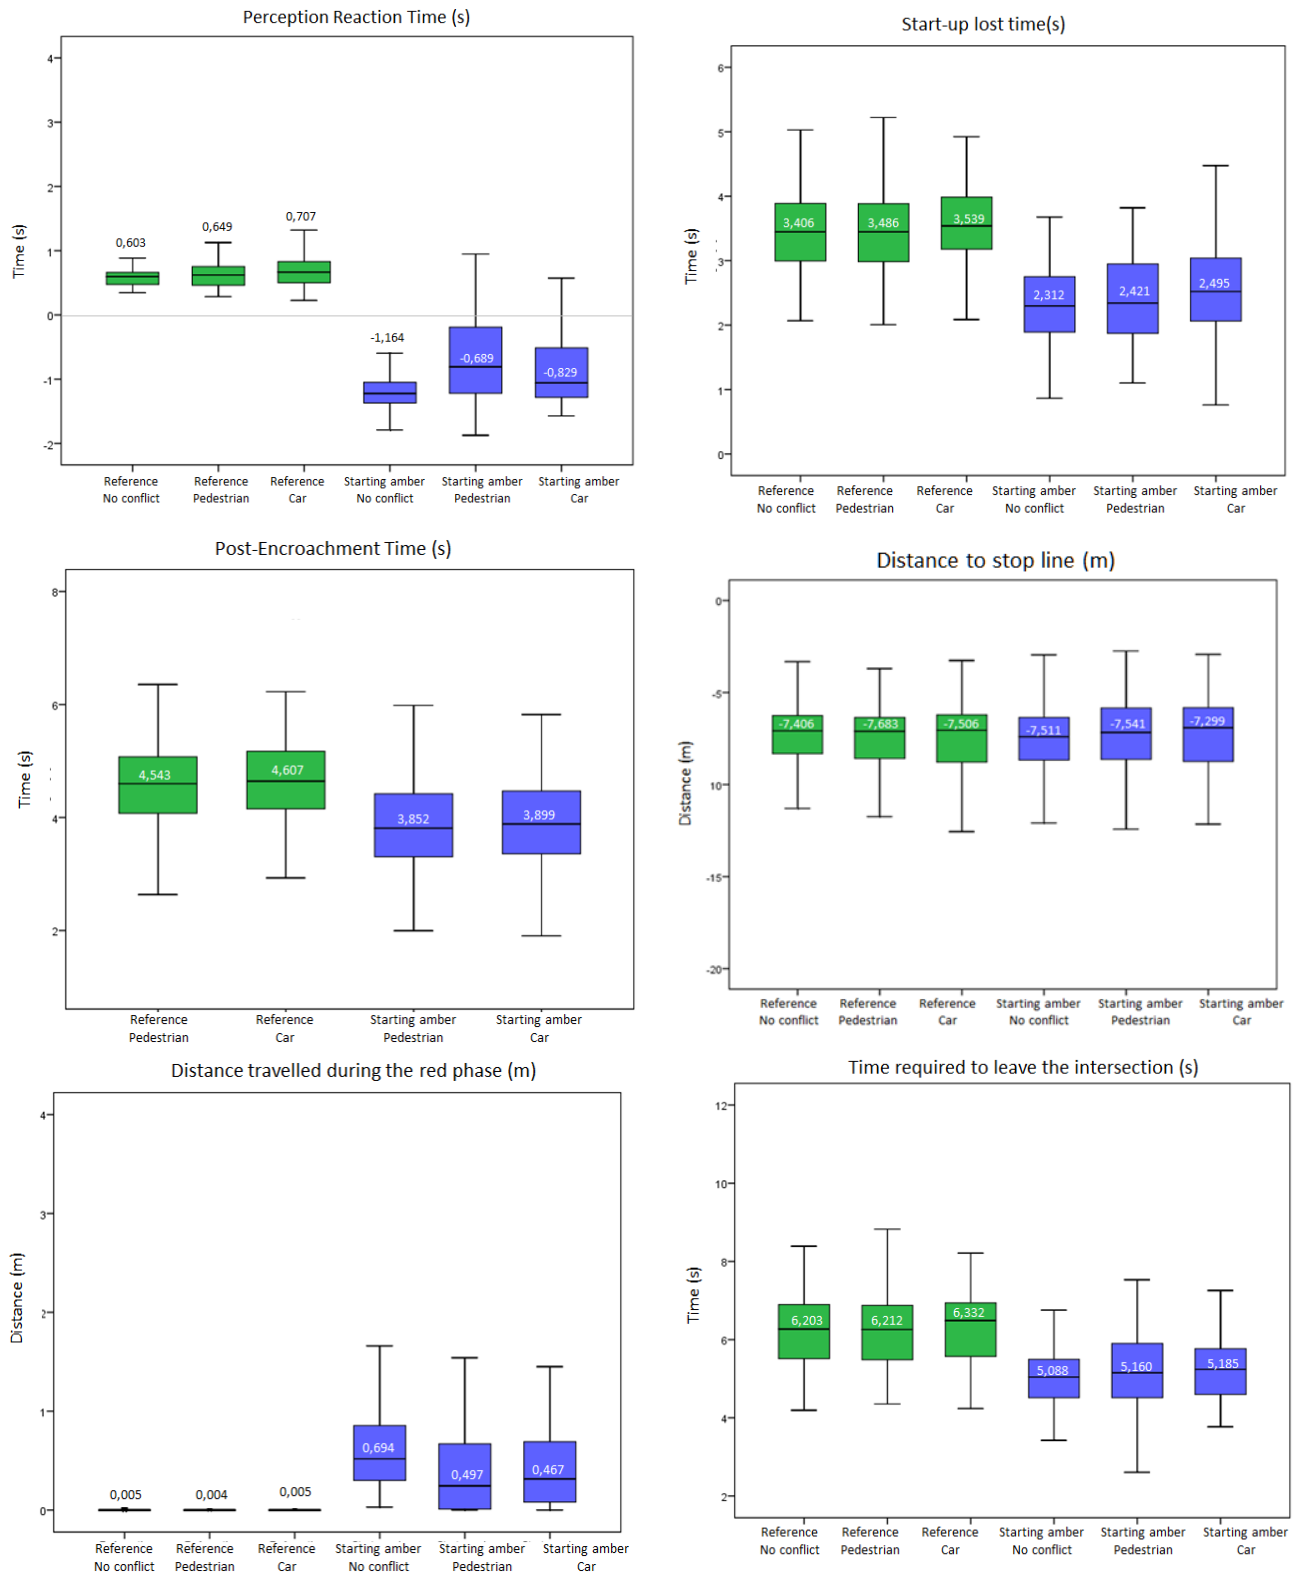 Perception Reaction Time (s)
Time (s)
4
3
2
1
0
-1
-2
0,603
0,649
0,707
-1,164
-0,689
-0,829
Reference
No conflict
Reference
Pedestrian
Reference
Car
Starting amber
No conflict
Starting amber
Pedestrian
Starting amber
Car
Start-up lost time(s)
Time (s)
6
5
4
3
2
1
0
3,406
3,486
3,539
2,312
2,421
2,495
Reference
No conflict
Reference
Pedestrian
Reference
Car
Starting amber
No conflict
Starting amber
Pedestrian
Starting amber
Car
Post-Encroachment Time (s)
Time (s)
8
6
4
2
4,543
4,607
3,852
3,899
Reference
Pedestrian
Reference
Car
Starting amber
Pedestrian
Starting amber
Car
Distance to stop line (m)
Distance (m)
0
-5
10
-15
-20
-7,406
-7,683
-7,506
-7,511
-7,541
-7,299
Reference
No conflict
Reference
Pedestrian
Reference
Car
Starting amber
No conflict
Starting amber
Pedestrian
Starting amber
Car
Distance travelled during the red phase (m)
Distance (m)
4
3
2
1
0
0,005
0,004
0,005
0,694
0,497
0,467
Reference
No conflict
Reference
Pedestrian
Reference
Car
Starting amber
No conflict
Starting amber
Pedestrian
Starting amber
Car
Time required to leave the intersection (s)
Time (s)
12
10
8
6
4
2
6,203
6,212
6,332
5,088
5,160
5,185
Reference
No conflict
Reference
Pedestrian
Reference
Car
Starting amber
No conflict
Starting amber
Pedestrian
Starting amber
Car